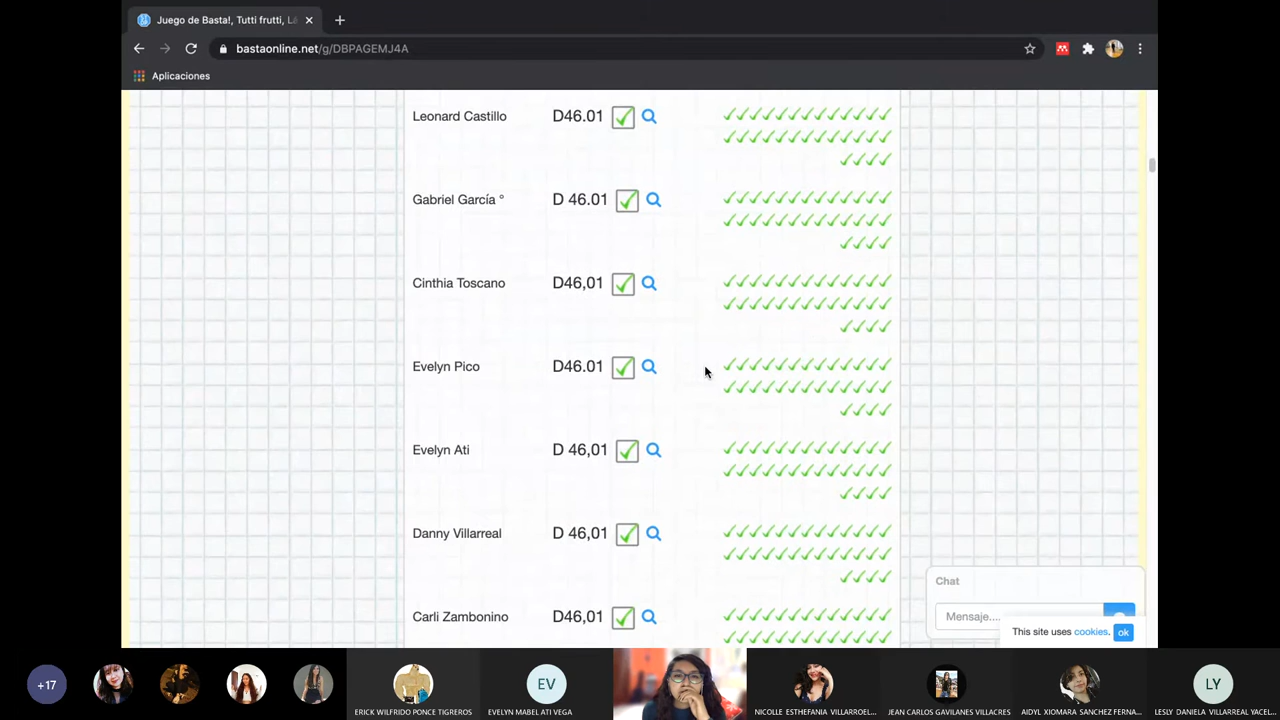 Juego de Basta!, Tutti frutti, Lá
bastaonline.net/g/DBPAGEMJ4A
Aplicaciones
Leonard Castillo D46.01
Gabriel García ° D 46.01
Cinthia Toscano D46,01
Evelyn Pico D46.01
Evelyn Ati D 46,01
Danny Villarreal D 46,01
Carli Zambonino D46,01
Chat
Mensaje....
This site uses cookies. ok
+17
EV
LY
ERICK WILFRIDO PONCE TIGREROS
EVELYN MABEL ATI VEGA
NICOLLE ESTHEFANIA VILLARROEL...
JEAN CARLOS GAVILANES VILLACRES
AIDYL XIOMARA SANCHEZ FERNA...
LESLY DANIELA VILLARREAL YACEL...